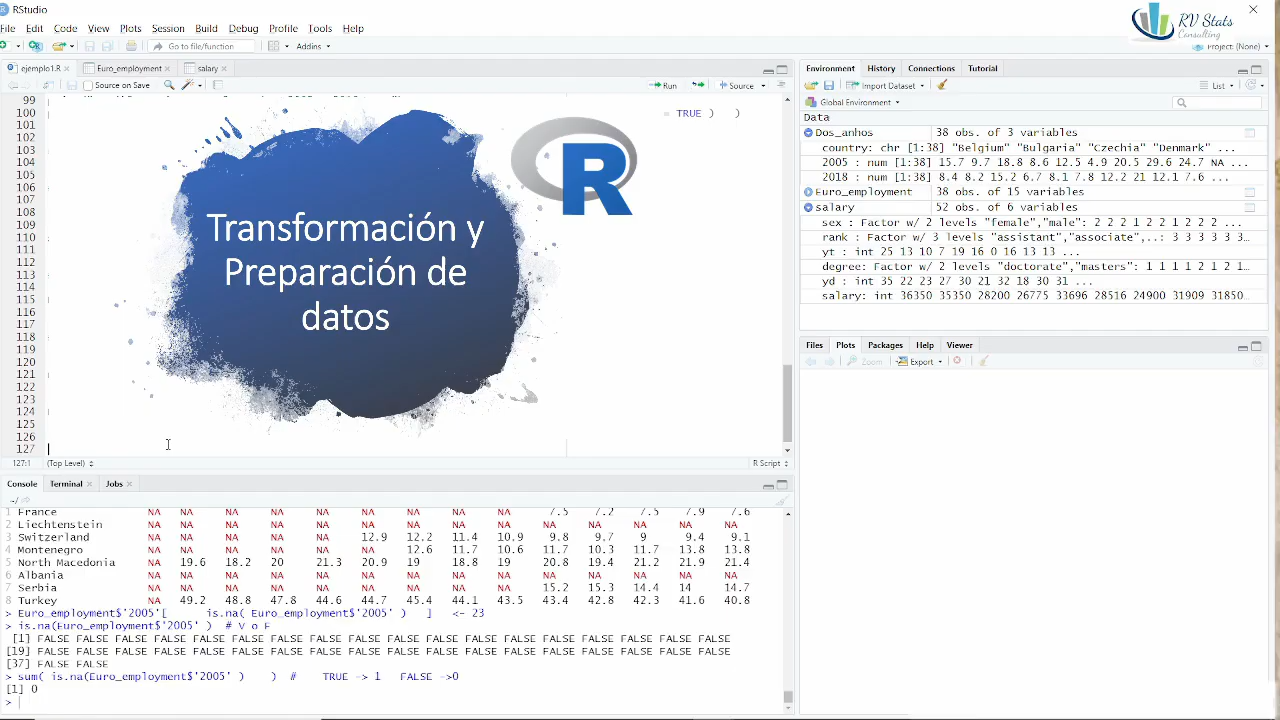 RStudio
RV Stats
Consulting
File Edit Code View Plots Session Build Debug Profile Tools Help
Go to file/function Addins
Project: (None)
ejemplo1.R Euro_employment salary
Source on Save Run Source
99
100 = TRUE ) )
101
102
103
104
105
106
107
108
109
110
111
112
113
114
115
116
117
118
119
120
121
122
123
124
125
126
127
Transformación y
Preparación de
datos
R
127:1 (Top Level) R Script
Console Terminal Jobs
~/
1 France NA NA NA NA NA NA NA NA NA 7.5 7.2 7.5 7.9 7.6
2 Liechtenstein NA NA NA NA NA NA NA NA NA NA NA NA NA NA
3 Switzerland NA NA NA NA NA 12.9 12.2 11.4 10.9 9.8 9.7 9 9.4 9.1
4 Montenegro NA NA NA NA NA NA 12.6 11.7 10.6 11.7 10.3 11.7 13.8 13.8
5 North Macedonia NA 19.6 18.2 20 21.3 20.9 19 18.8 19 20.8 19.4 21.2 21.9 21.4
6 Albania NA NA NA NA NA NA NA NA NA NA NA NA NA NA
7 Serbia NA NA NA NA NA NA NA NA NA 15.2 15.3 14.4 14 14.7
8 Turkey NA 49.2 48.8 47.8 44.6 44.7 45.4 44.1 43.5 43.4 42.8 42.3 41.6 40.8
> Euro_employment$'2005'[ is.na( Euro_employment$'2005' ) ] <- 23
> is.na(Euro_employment$'2005' ) # V o F
[1] FALSE FALSE FALSE FALSE FALSE FALSE FALSE FALSE FALSE FALSE FALSE FALSE FALSE FALSE FALSE FALSE FALSE FALSE
[19] FALSE FALSE FALSE FALSE FALSE FALSE FALSE FALSE FALSE FALSE FALSE FALSE FALSE FALSE FALSE FALSE FALSE FALSE
[37] FALSE FALSE
> sum( is.na(Euro_employment$'2005' ) ) # TRUE -> 1 FALSE ->0
[1] 0
>
Environment History Connections Tutorial
Import Dataset List
Global Environment
Data
Dos_anhos 38 obs. of 3 variables
country: chr [1:38] "Belgium" "Bulgaria" "Czechia" "Denmark" ...
2005 : num [1:38] 15.7 9.7 18.8 8.6 12.5 4.9 20.5 29.6 24.7 NA ...
2018 : num [1:38] 8.4 8.2 15.2 6.7 8.1 7.8 12.2 21 12.1 7.6 ...
Euro_employment 38 obs. of 15 variables
salary 52 obs. of 6 variables
sex : Factor w/ 2 levels "female","male": 2 2 2 1 2 2 1 2 2 2
rank : Factor w/ 3 levels "assistant","associate",..: 3 3 3 3 3 3…
yt : int 25 13 10 7 19 16 0 16 13 13 ...
degree: Factor w/ 2 levels "doctorate","masters": 1 1 1 1 2 1 2 1…
yd : int 35 22 23 27 30 21 32 18 30 31 ...
salary: int 36350 35350 28200 26775 33696 28516 24900 31909 31850…
Files Plots Packages Help Viewer
Zoom Export